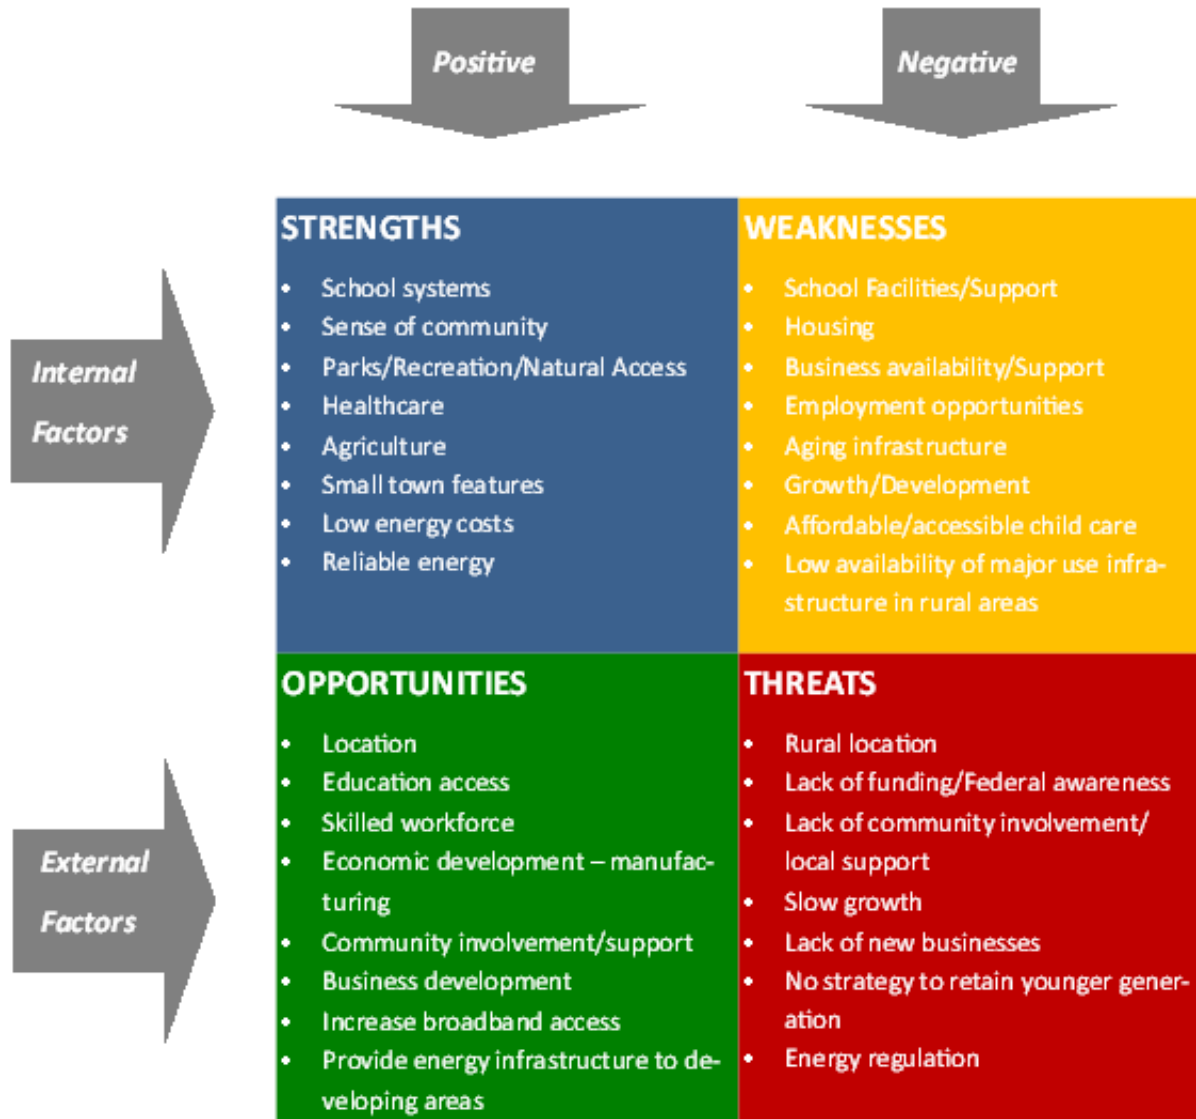 Positive
Negative
Internal
Factors
STRENGTHS
• School systems
• Sense of community
• Parks/Recreation/Natural Access
• Healthcare
• Agriculture
• Small town features
• Low energy costs
• Reliable energy
WEAKNESSES
• School Facilities/Support
• Housing
• Business availability/Support
• Employment opportunities
• Aging infrastructure
• Growth/Development
• Affordable/accessible child care
• Low availability of major use infra-
structure in rural areas
External
Factors
OPPORTUNITIES
• Location
• Education access
• Skilled workforce
• Economic development – manufac-
turing
• Community involvement/support
• Business development
• Increase broadband access
• Provide energy infrastructure to de-
veloping areas
THREATS
• Rural location
• Lack of funding/Federal awareness
• Lack of community involvement/
local support
• Slow growth
• Lack of new businesses
• No strategy to retain younger gener-
ation
• Energy regulation